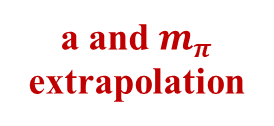 a and 𝒎𝝅
extrapolation